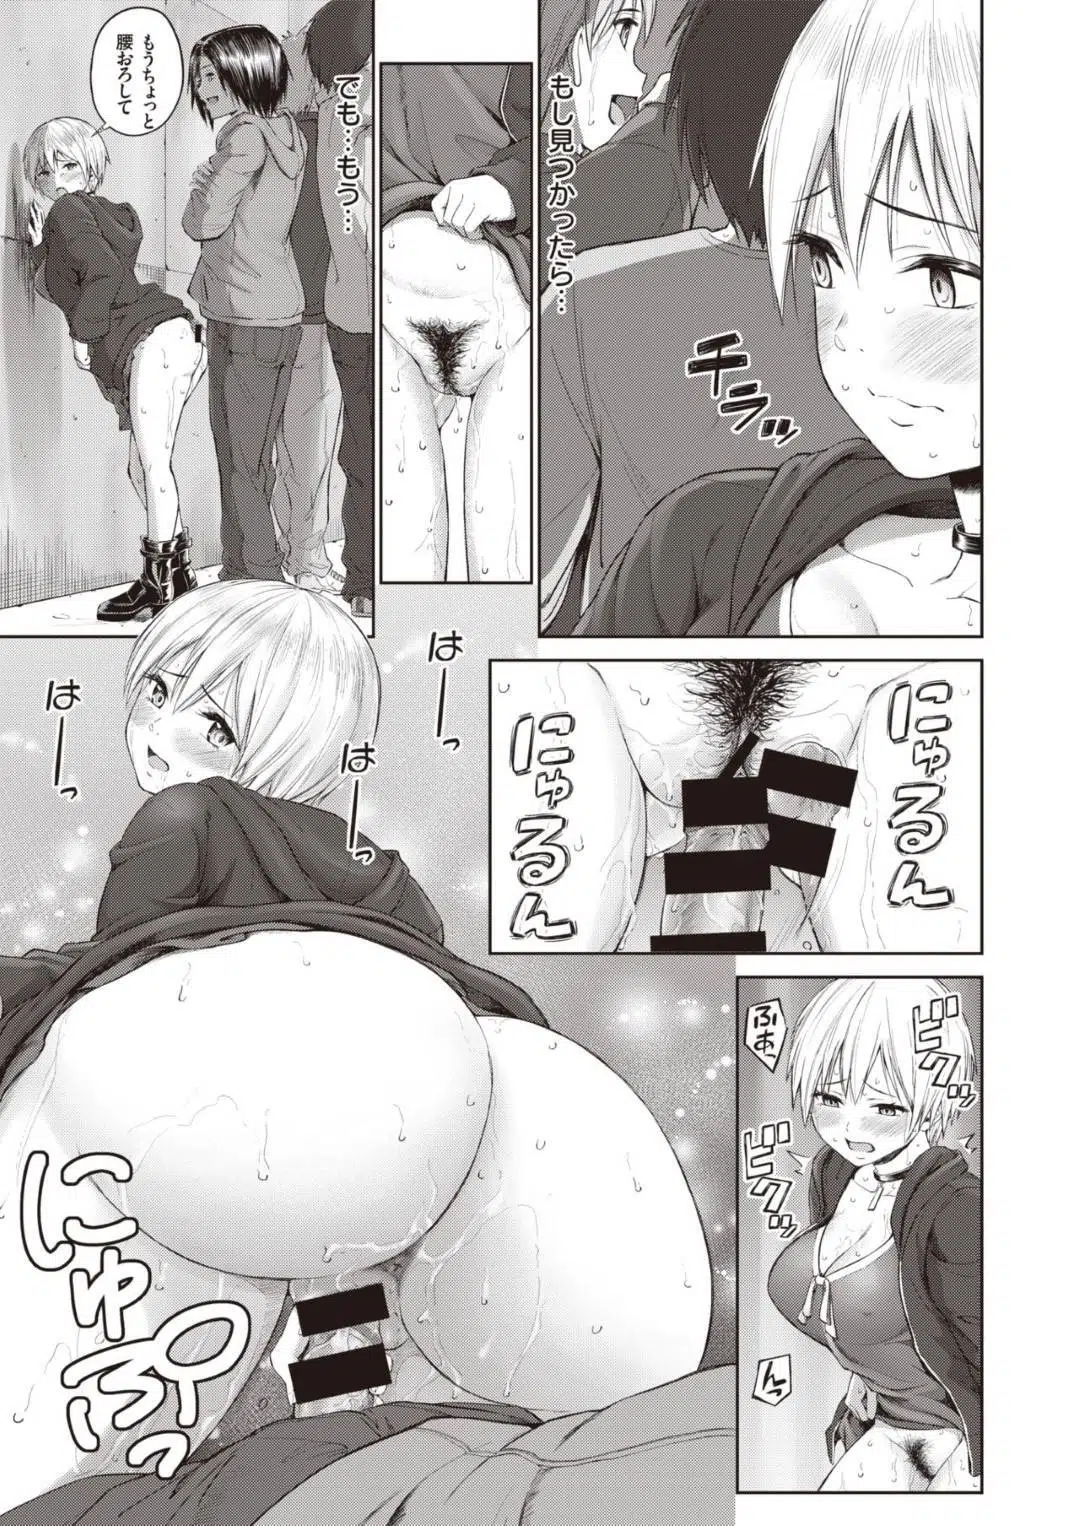 もし見つかったら…
チラッ
でも…もう…
もうちょっと
腰おろして
にゅるん
にゅるん
はーっ
はーっ
はーっ
にゅぷっ
ビクッ
ビクッ
ふあっ
んっ